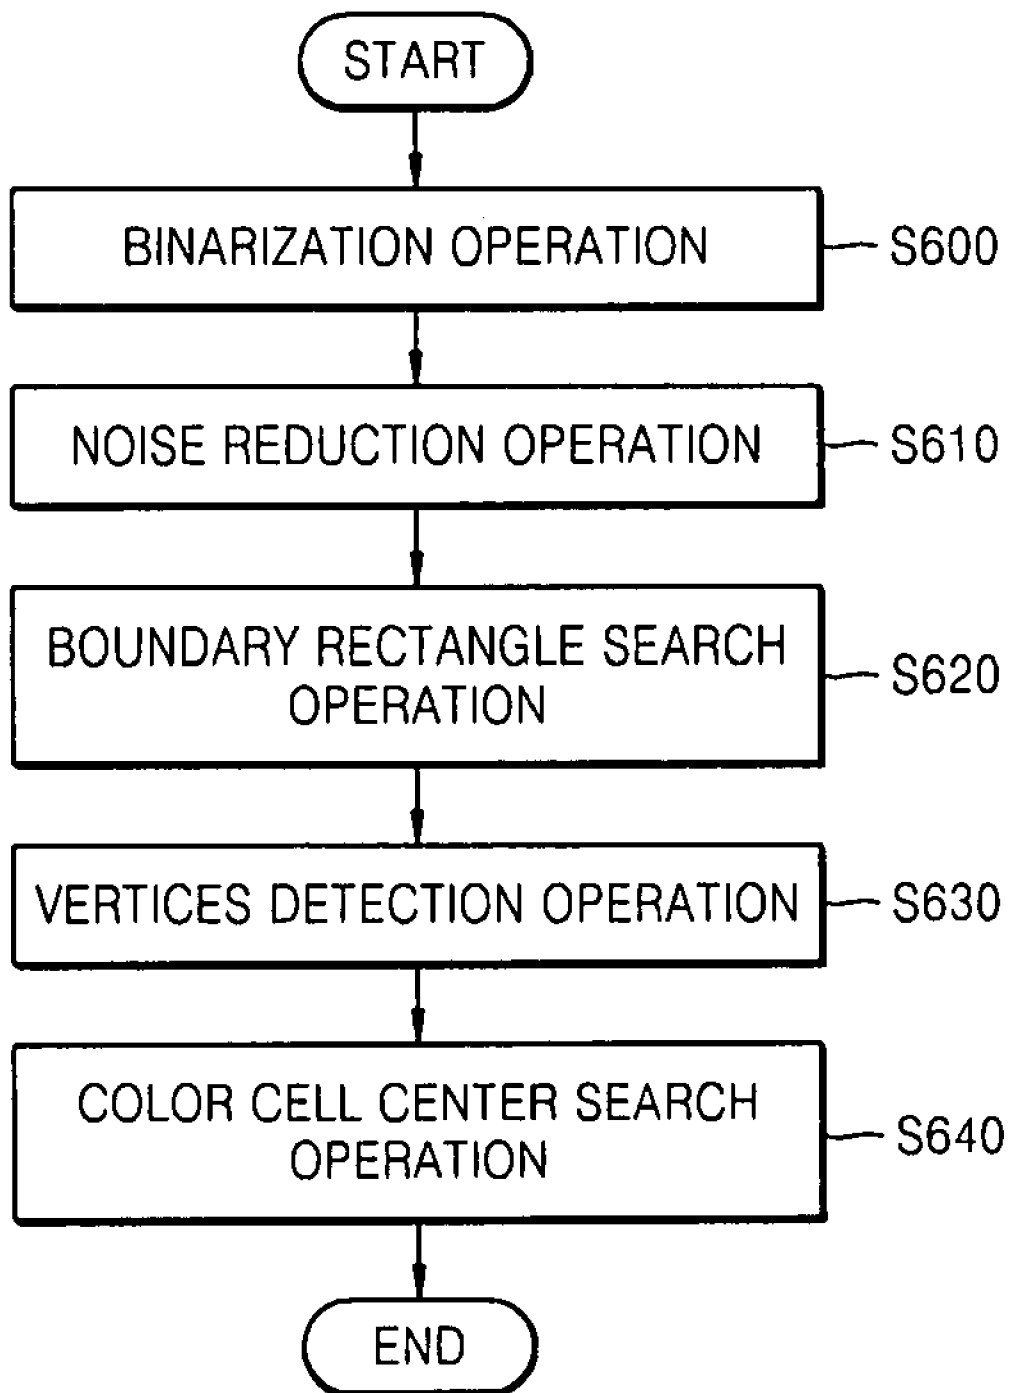 START
BINARIZATION OPERATION
S600
NOISE REDUCTION OPERATION
S610
BOUNDARY RECTANGLE SEARCH
OPERATION
S620
VERTICES DETECTION OPERATION
S630
COLOR CELL CENTER SEARCH
OPERATION
S640
END